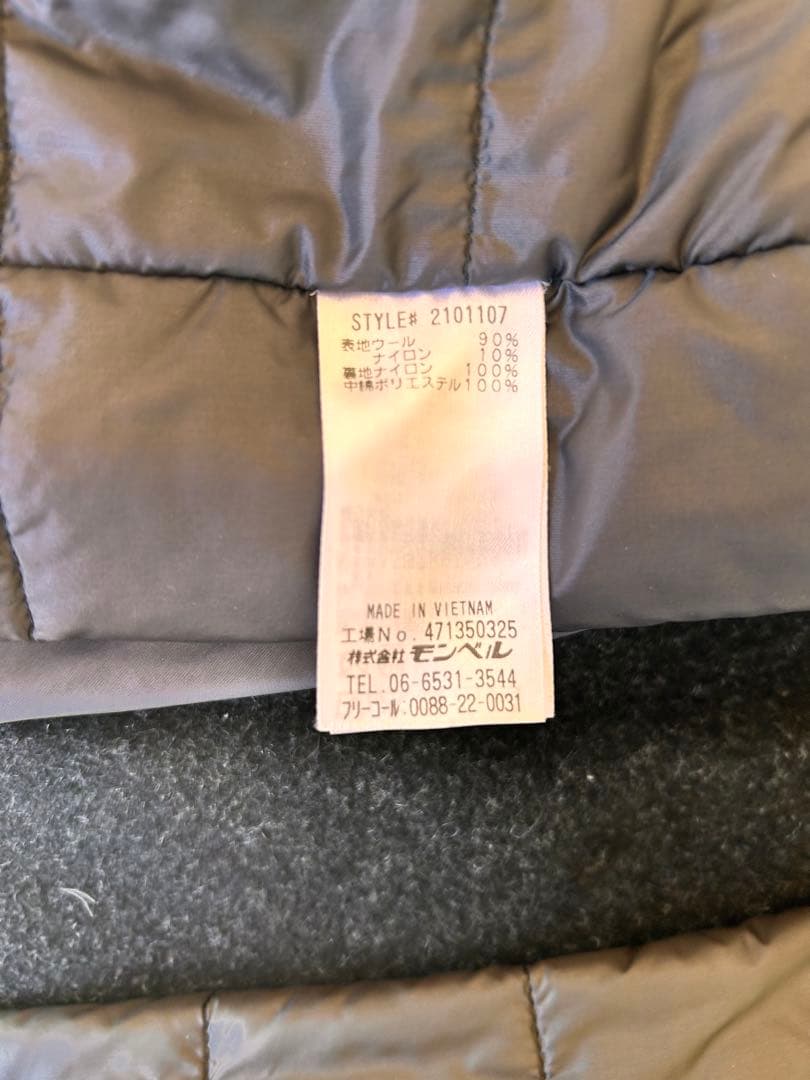 STYLE# 2101107
表地ウール 90%
ナイロン 10%
裏地ナイロン 100%
中綿ポリエステル100%
MADE IN VIETNAM
工場No. 471350325
株式会社 モンベル
TEL.06-6531-3544
フリーコール:0088-22-0031